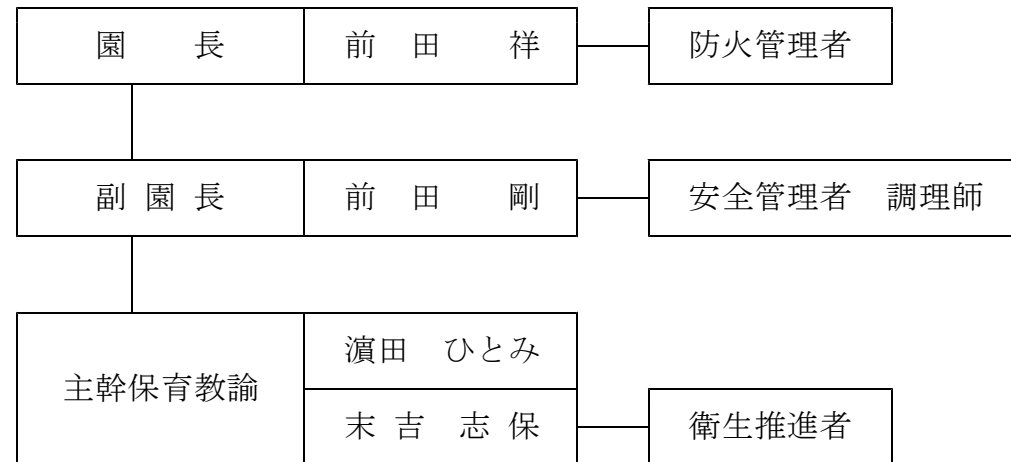 園　　長　前　田　　祥　防火管理者
副 園 長　前　田　　剛　安全管理者　調理師
濵田　ひとみ
主幹保育教諭
末 吉　志 保　衛生推進者